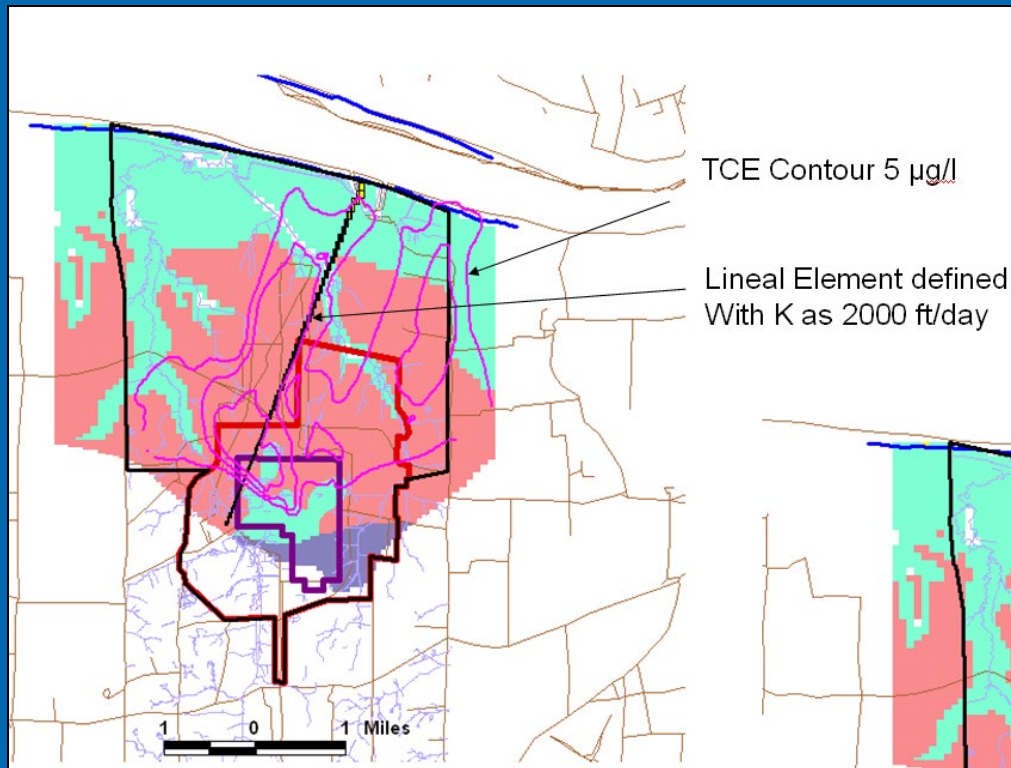 TCE Contour 5 µg/l
Lineal Element defined
With K as 2000 ft/day
1 0 1 Miles